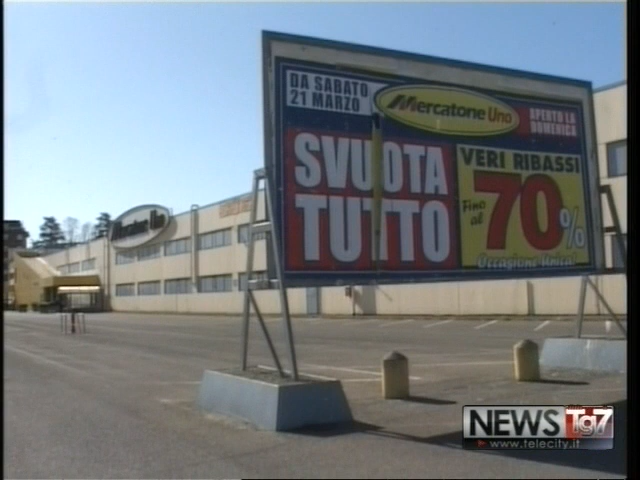 DA SABATO
21 MARZO
Mercatone Uno
APERTO LA
DOMENICA
SVUOTA
TUTTO
VERI RIBASSI
Fino
al
70%
Occasione Unica!
Mercatone Uno
NEWS Tg7
www.telecity.it